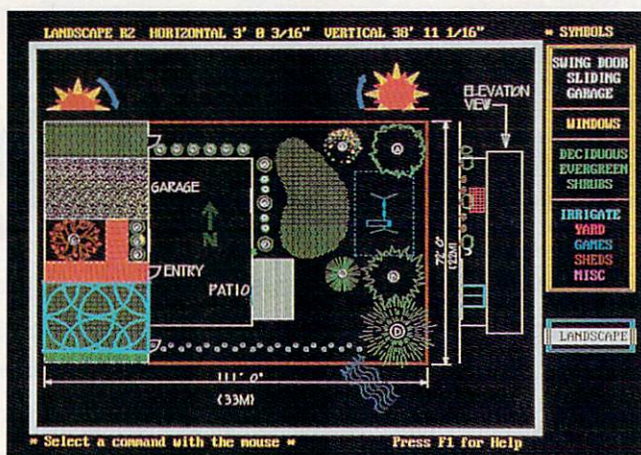 LANDSCAPE R2 HORIZONTAL 3' 0 3/16" VERTICAL 38' 11 1/16" * SYMBOLS
SWING DOOR
SLIDING
GARAGE
WINDOWS
DECIDUOUS
EVERGREEN
SHRUBS
IRRIGATE
YARD
GAMES
SHEDS
MISC
LANDSCAPE
ELEVATION
VIEW
A
GARAGE
N
ENTRY
PATIO
D
72' 0"
(22M)
111' 0"
(33M)
* Select a command with the mouse * Press F1 for Help